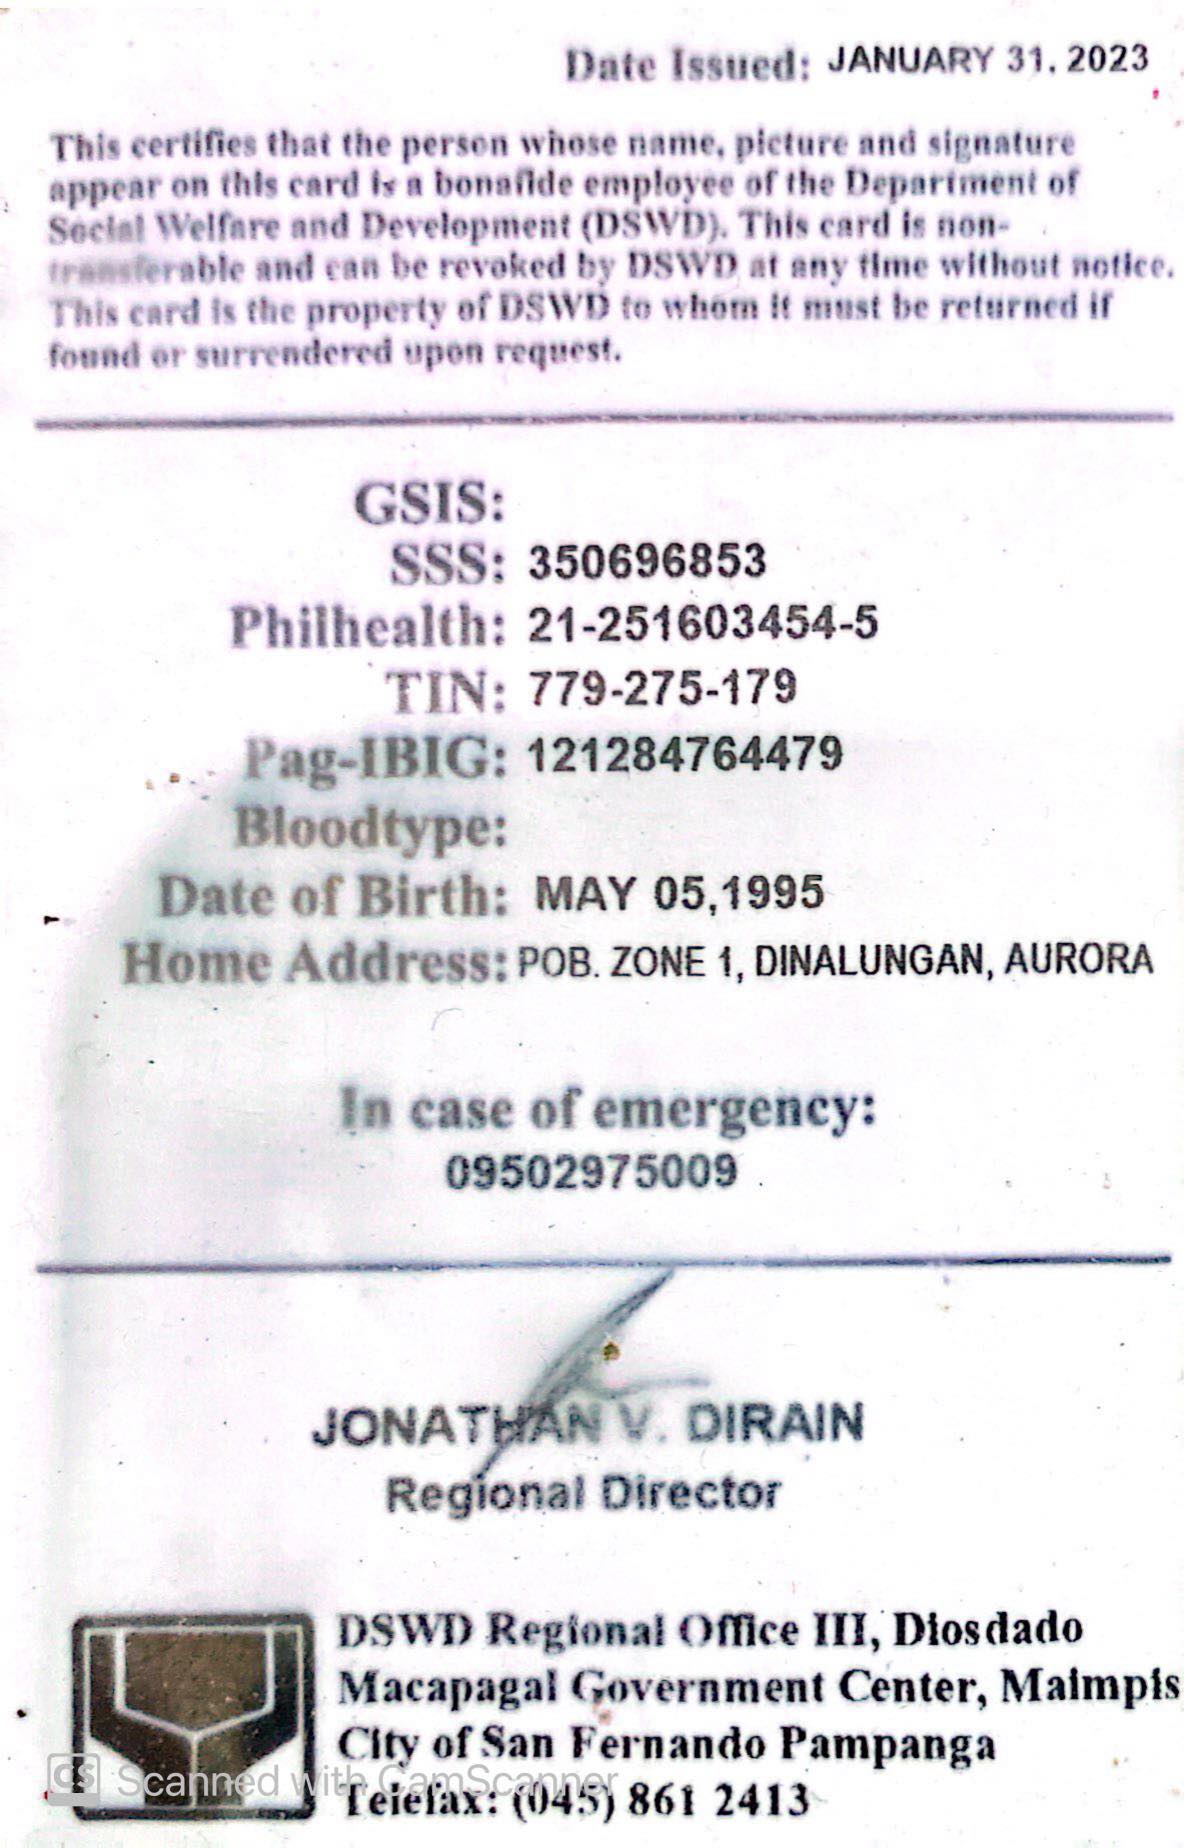 Date Issued: JANUARY 31, 2023
This certifies that the person whose name, picture and signature
appear on this card is a bonafide employee of the Department of
Social Welfare and Development (DSWD). This card is non-
transferable and can be revoked by DSWD at any time without notice.
This card is the property of DSWD to whom it must be returned if
found or surrendered upon request.
GSIS:
SSS: 350696853
Philhealth: 21-251603454-5
TIN: 779-275-179
Pag-IBIG: 121284764479
Bloodtype:
Date of Birth: MAY 05,1995
Home Address: POB. ZONE 1, DINALUNGAN, AURORA
In case of emergency:
09502975009
JONATHAN V. DIRAIN
Regional Director
DSWD Regional Office III, Diosdado
Macapagal Government Center, Maimpis
City of San Fernando Pampanga
Telefax: (045) 861 2413
CS Scanned with CamScanner